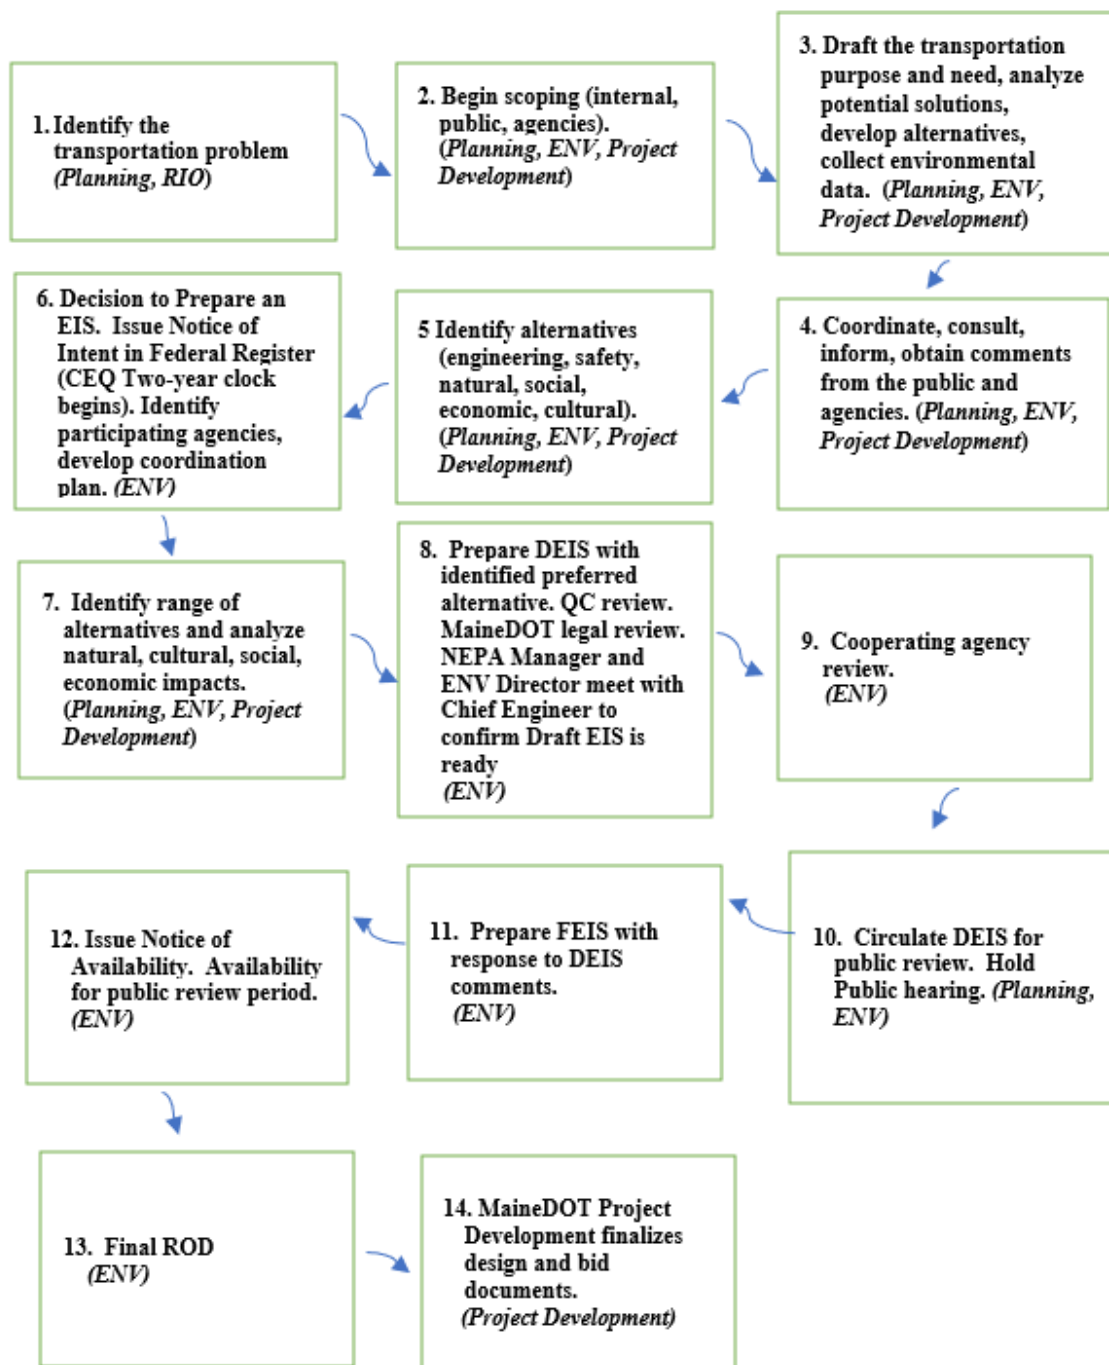 1. Identify the
transportation problem
(Planning, RIO)
2. Begin scoping (internal,
public, agencies).
(Planning, ENV, Project
Development)
3. Draft the transportation
purpose and need, analyze
potential solutions,
develop alternatives,
collect environmental
data. (Planning, ENV,
Project Development)
4. Coordinate, consult,
inform, obtain comments
from the public and
agencies. (Planning, ENV,
Project Development)
5 Identify alternatives
(engineering, safety,
natural, social,
economic, cultural).
(Planning, ENV, Project
Development)
6. Decision to Prepare an
EIS. Issue Notice of
Intent in Federal Register
(CEQ Two-year clock
begins). Identify
participating agencies,
develop coordination
plan. (ENV)
7. Identify range of
alternatives and analyze
natural, cultural, social,
economic impacts.
(Planning, ENV, Project
Development)
8. Prepare DEIS with
identified preferred
alternative. QC review.
MaineDOT legal review.
NEPA Manager and
ENV Director meet with
Chief Engineer to
confirm Draft EIS is
ready
(ENV)
9. Cooperating agency
review.
(ENV)
10. Circulate DEIS for
public review. Hold
Public hearing. (Planning,
ENV)
11. Prepare FEIS with
response to DEIS
comments.
(ENV)
12. Issue Notice of
Availability. Availability
for public review period.
(ENV)
13. Final ROD
(ENV)
14. MaineDOT Project
Development finalizes
design and bid
documents.
(Project Development)